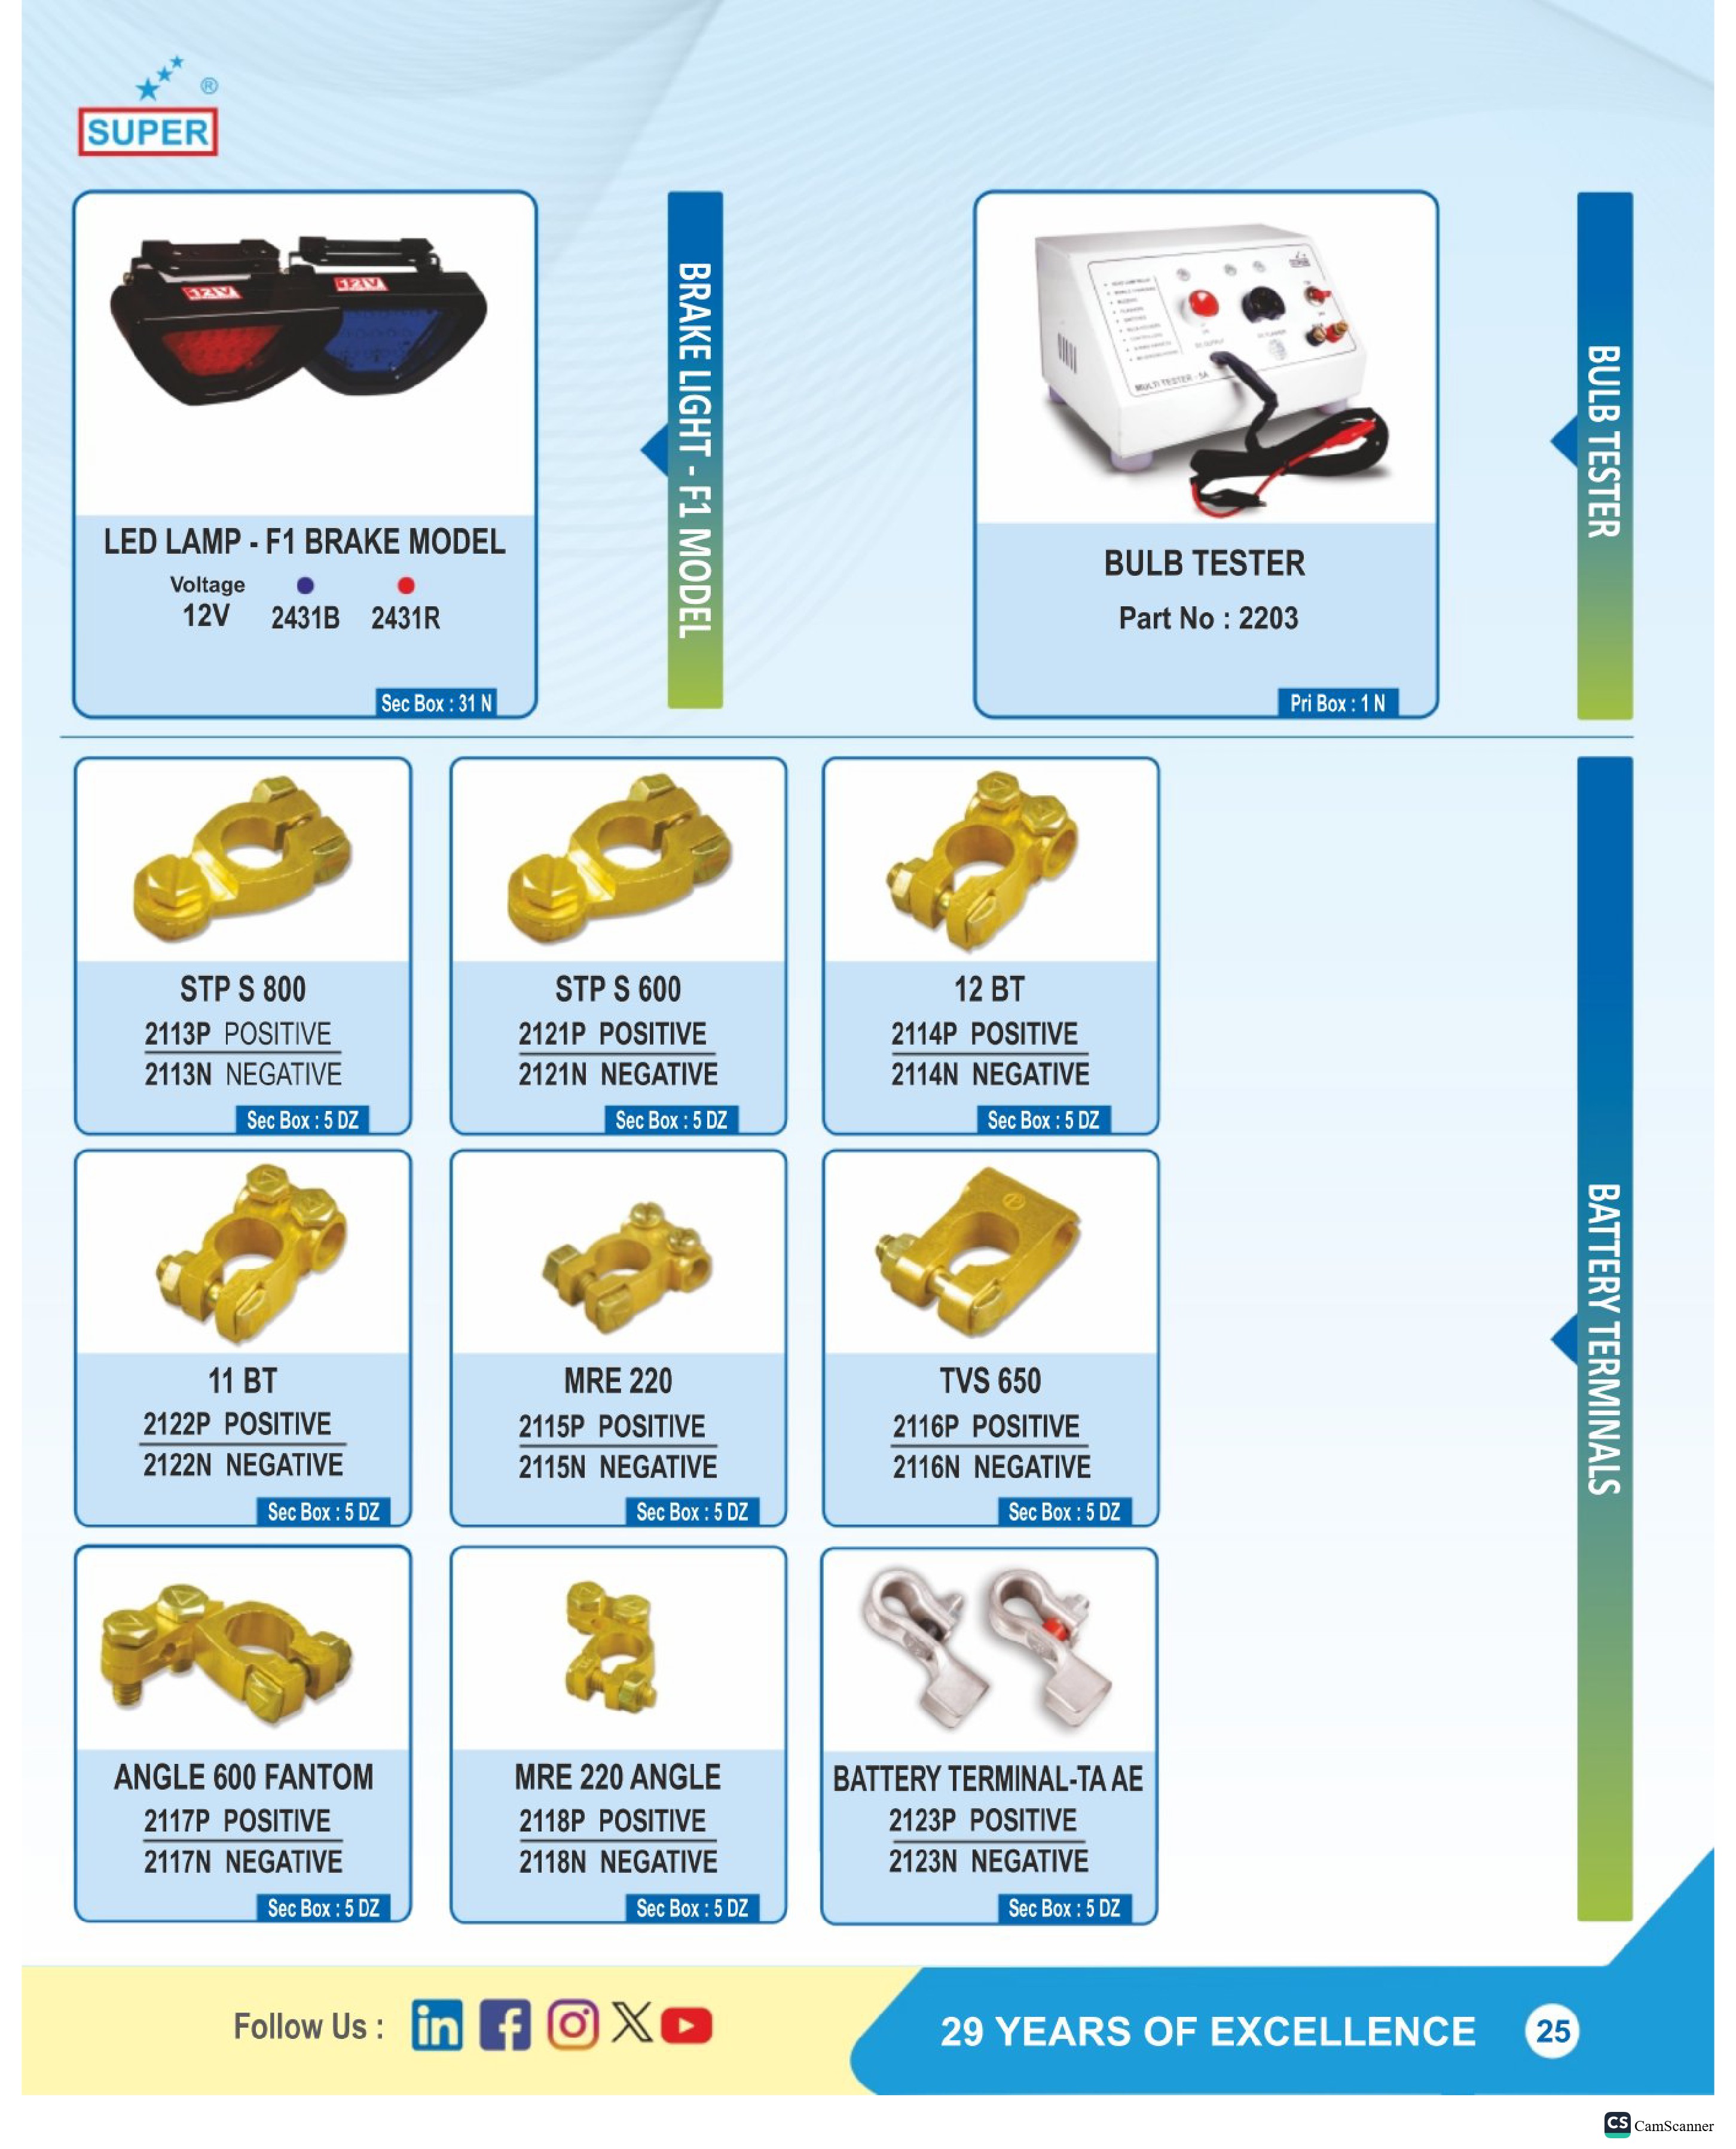 SUPER
®
12V
12V
LED LAMP - F1 BRAKE MODEL
Voltage
12V 2431B 2431R
Sec Box : 31 N
BRAKE LIGHT - F1 MODEL
MULTI TESTER - 5A
BULB TESTER
Part No : 2203
Pri Box : 1 N
BULB TESTER
STP S 800
2113P POSITIVE
2113N NEGATIVE
Sec Box : 5 DZ
STP S 600
2121P POSITIVE
2121N NEGATIVE
Sec Box : 5 DZ
12 BT
2114P POSITIVE
2114N NEGATIVE
Sec Box : 5 DZ
11 BT
2122P POSITIVE
2122N NEGATIVE
Sec Box : 5 DZ
MRE 220
2115P POSITIVE
2115N NEGATIVE
Sec Box : 5 DZ
TVS 650
2116P POSITIVE
2116N NEGATIVE
Sec Box : 5 DZ
ANGLE 600 FANTOM
2117P POSITIVE
2117N NEGATIVE
Sec Box : 5 DZ
MRE 220 ANGLE
2118P POSITIVE
2118N NEGATIVE
Sec Box : 5 DZ
BATTERY TERMINAL-TA AE
2123P POSITIVE
2123N NEGATIVE
Sec Box : 5 DZ
BATTERY TERMINALS
Follow Us :
29 YEARS OF EXCELLENCE 25
CS CamScanner